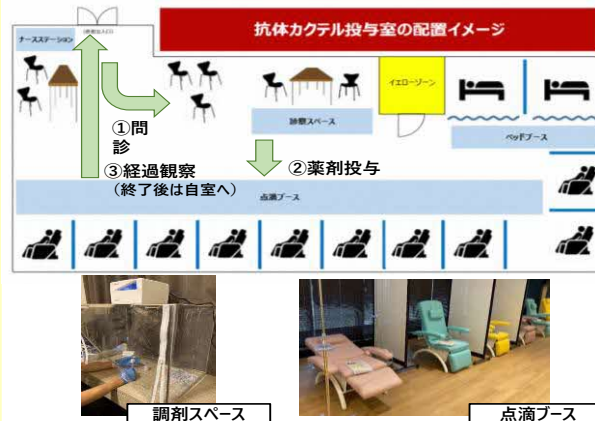 抗体カクテル投与室の配置イメージ
ナースステーション
イエローゾーン
診察スペース
ベッドブース
①問
診
②薬剤投与
③経過観察
（終了後は自室へ）
点滴ブース
調剤スペース
点滴ブース